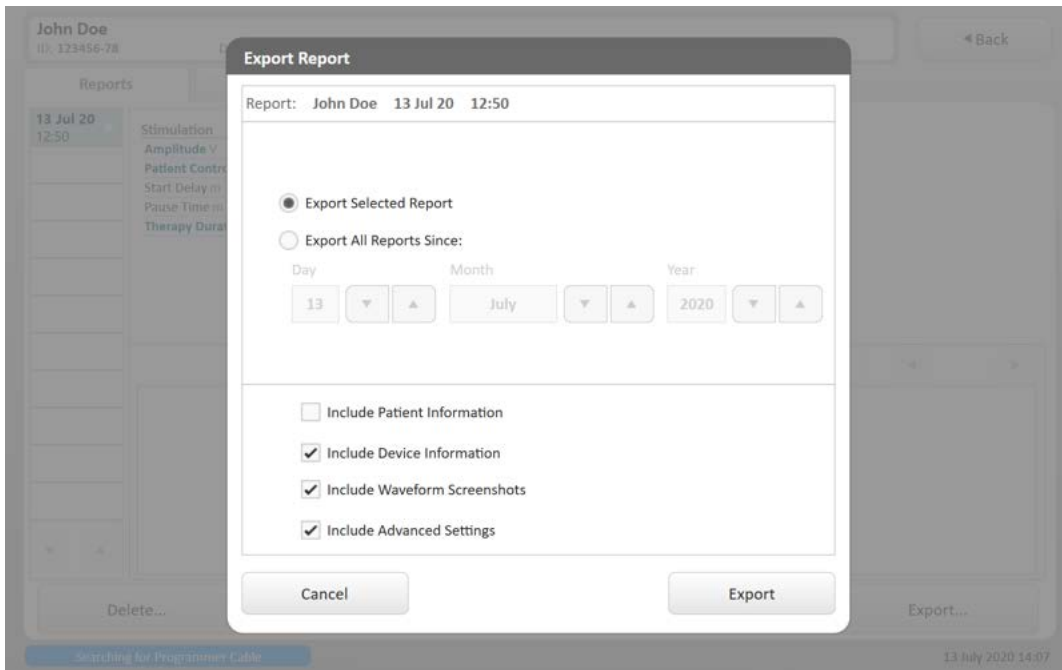 John Doe
ID: 123456-78
◄ Back
Export Report
Reports
Report: John Doe 13 Jul 20 12:50
13 Jul 20
12:50
Stimulation
Amplitude V
Patient Contro
Start Delay m
Pause Time m
Therapy Durat
Export Selected Report
Export All Reports Since:
Day Month Year
13 ▼ ▲ July ▼ ▲ 2020 ▼ ▲
Include Patient Information
Include Device Information
Include Waveform Screenshots
Include Advanced Settings
Cancel Export
Delete... Export...
Searching for Programmer Cable 13 July 2020 14:07